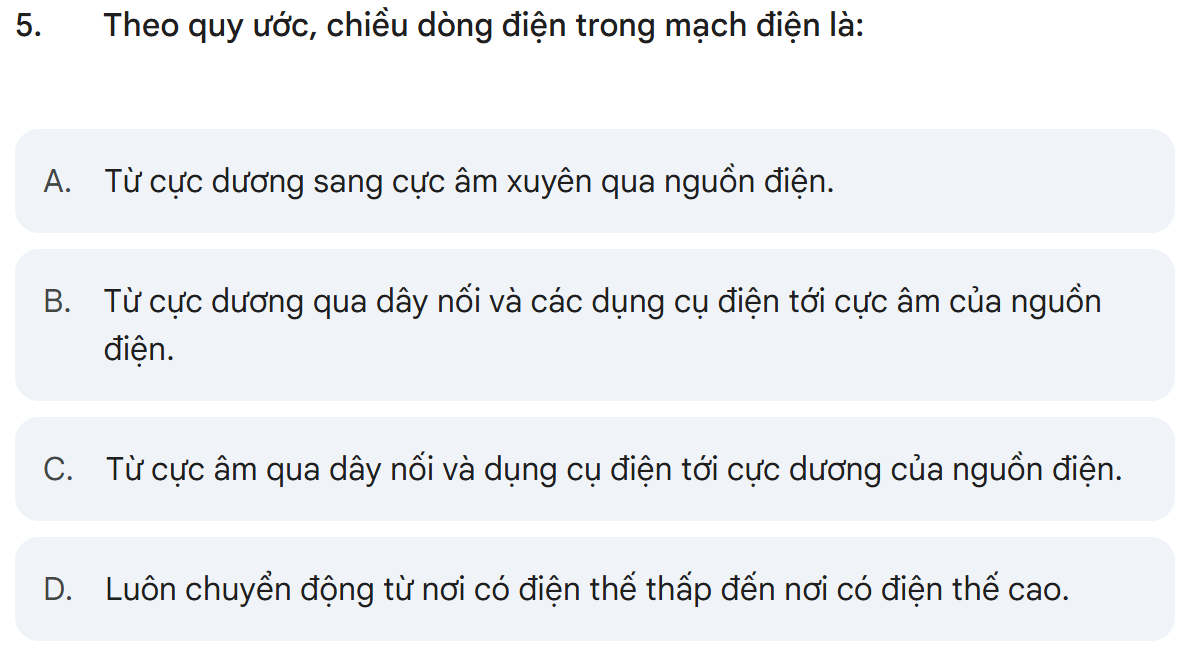 5. Theo quy ước, chiều dòng điện trong mạch điện là:
A. Từ cực dương sang cực âm xuyên qua nguồn điện.
B. Từ cực dương qua dây nối và các dụng cụ điện tới cực âm của nguồn
điện.
C. Từ cực âm qua dây nối và dụng cụ điện tới cực dương của nguồn điện.
D. Luôn chuyển động từ nơi có điện thế thấp đến nơi có điện thế cao.